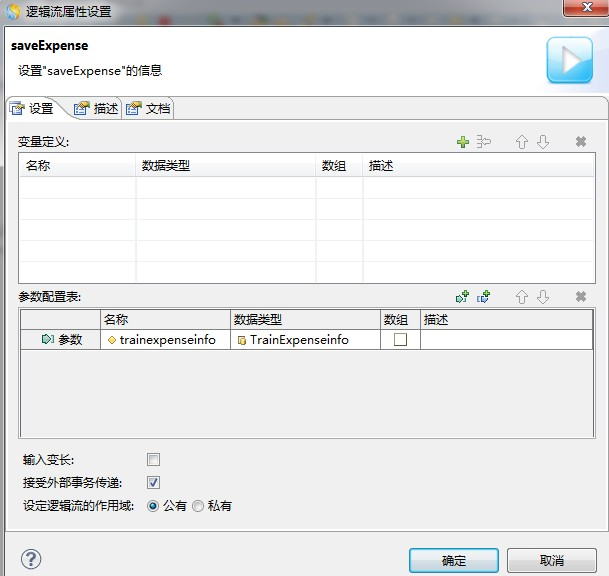 逻辑流属性设置
saveExpense
设置"saveExpense"的信息
设置 描述 文档
变量定义:
名称 数据类型 数组 描述
参数配置表:
名称 数据类型 数组 描述
参数 trainexpenseinfo TrainExpenseinfo
输入变长:
接受外部事务传递:
设定逻辑流的作用域: 公有 私有
? 确定 取消